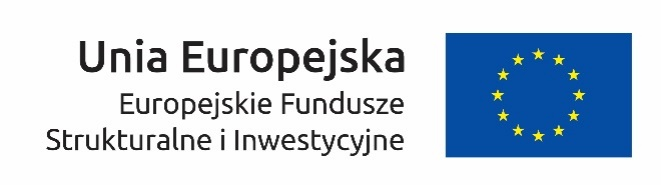 Unia Europejska
Europejskie Fundusze
Strukturalne i Inwestycyjne